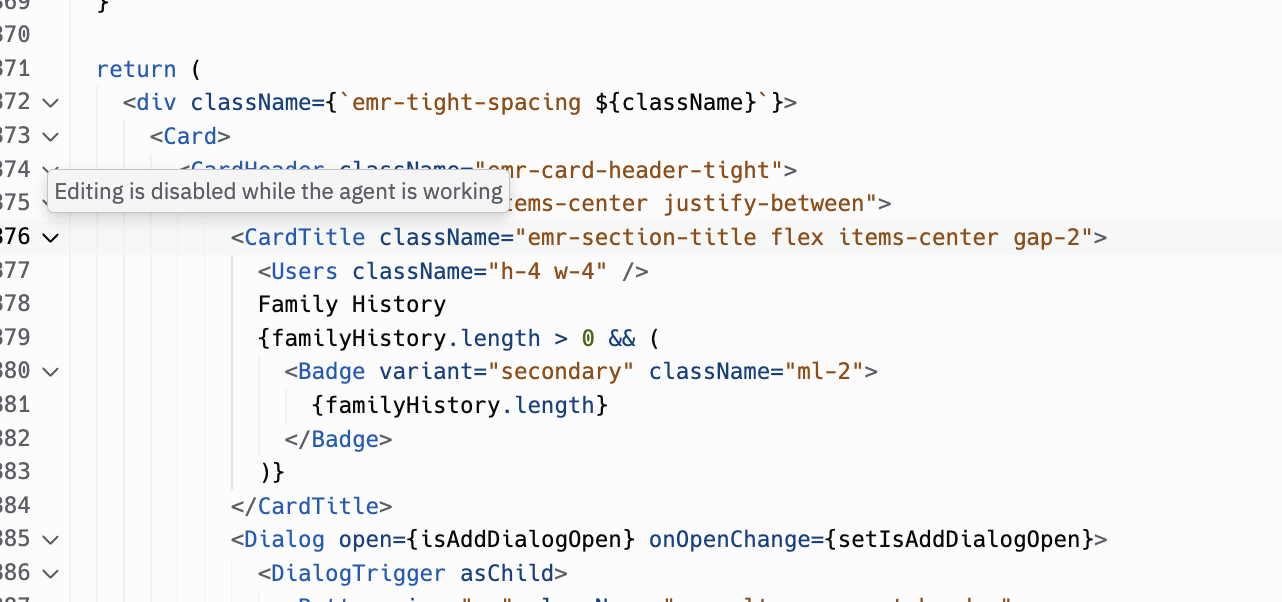 369 }
370
371 return (
372 <div className={`emr-tight-spacing ${className}`}>
373 <Card>
374 <CardHeader className="emr-card-header-tight">
Editing is disabled while the agent is working
375 items-center justify-between">
376 <CardTitle className="emr-section-title flex items-center gap-2">
377 <Users className="h-4 w-4" />
378 Family History
379 {familyHistory.length > 0 && (
380 <Badge variant="secondary" className="ml-2">
381 {familyHistory.length}
382 </Badge>
383 )}
384 </CardTitle>
385 <Dialog open={isAddDialogOpen} onOpenChange={setIsAddDialogOpen}>
386 <DialogTrigger asChild>